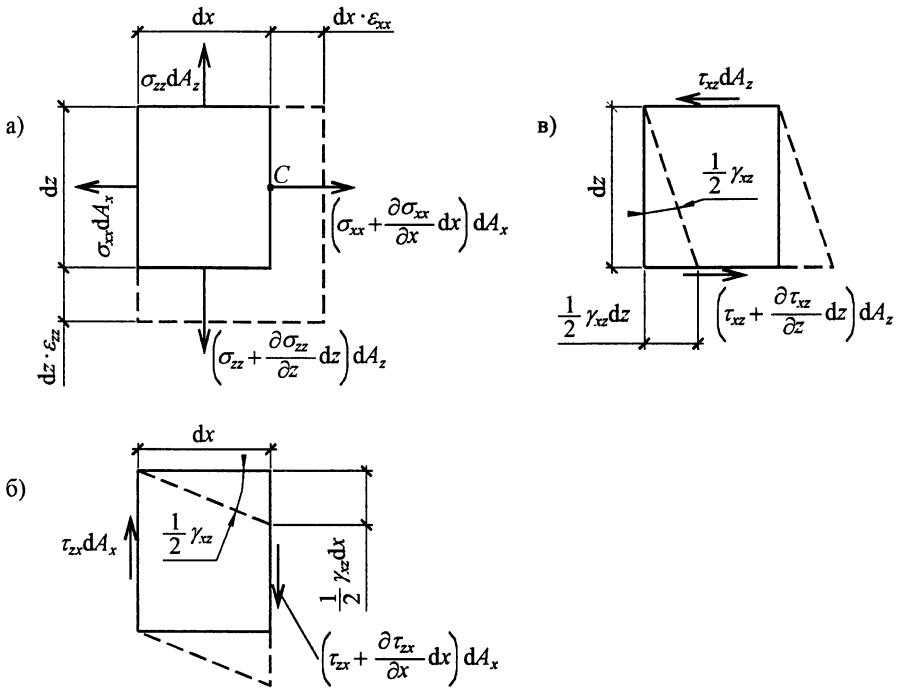 а)
dx
dx·εₓₓ
σ_zz dA_z
dz
σ_xx dA_x
C
(σ_xx + ∂σ_xx/∂x dx) dA_x
dz·ε_zz
(σ_zz + ∂σ_zz/∂z dz) dA_z
в)
τ_xz dA_z
dz
1/2 γ_xz
1/2 γ_xz dz
(τ_xz + ∂τ_xz/∂z dz) dA_z
б)
dx
τ_zx dA_x
1/2 γ_xz
1/2 γ_xz dx
(τ_zx + ∂τ_zx/∂x dx) dA_x